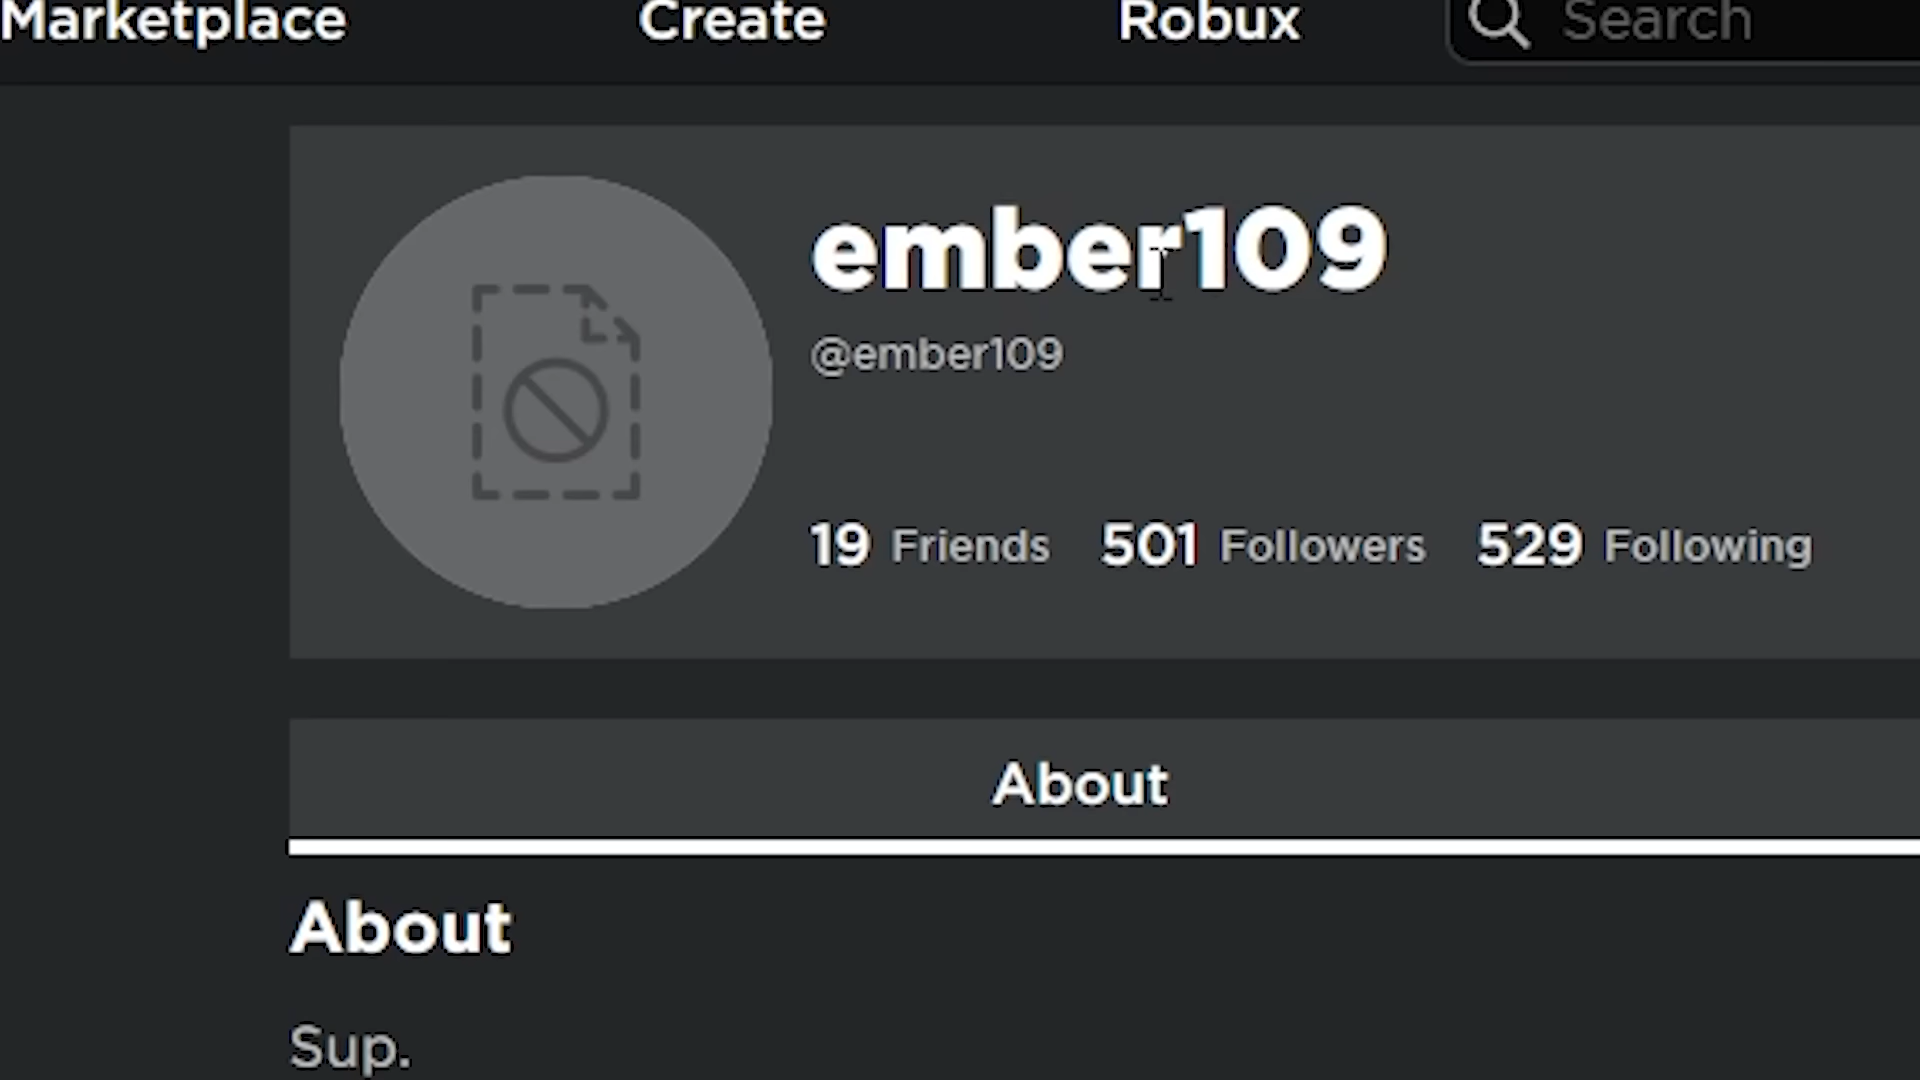 Marketplace Create Robux Search
ember109
@ember109
19 Friends 501 Followers 529 Following
About
About
Sup.